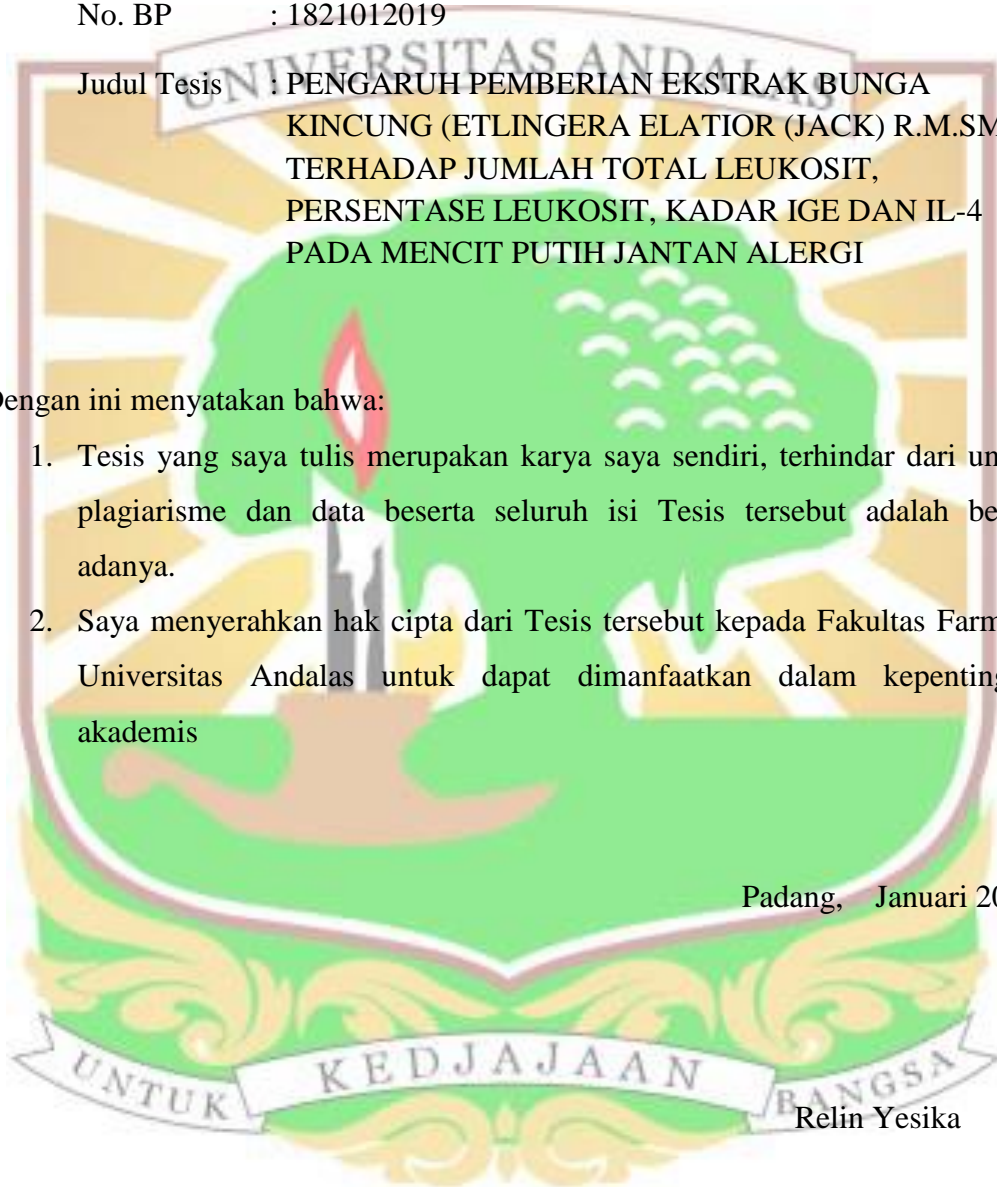 No. BP : 1821012019
UNIVERSITAS ANDALAS
Judul Tesis : PENGARUH PEMBERIAN EKSTRAK BUNGA
KINCUNG (ETLINGERA ELATIOR (JACK) R.M.SM
TERHADAP JUMLAH TOTAL LEUKOSIT,
PERSENTASE LEUKOSIT, KADAR IGE DAN IL-4
PADA MENCIT PUTIH JANTAN ALERGI
Dengan ini menyatakan bahwa:
1. Tesis yang saya tulis merupakan karya saya sendiri, terhindar dari un
plagiarisme dan data beserta seluruh isi Tesis tersebut adalah be
adanya.
2. Saya menyerahkan hak cipta dari Tesis tersebut kepada Fakultas Farm
Universitas Andalas untuk dapat dimanfaatkan dalam kepenting
akademis
Padang, Januari 20
UNTUK KEDJAJAAN BANGSA
Relin Yesika